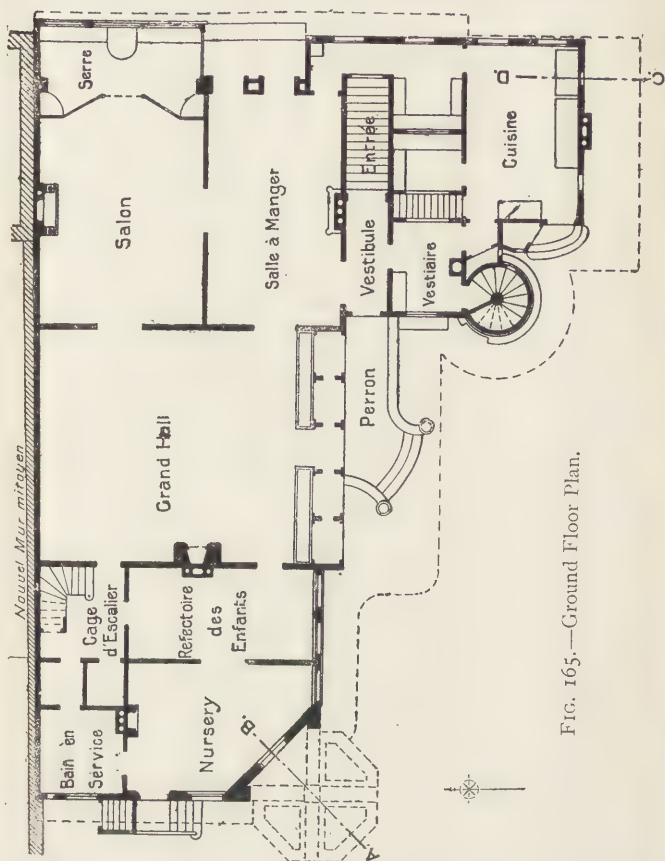 Nouvel Mur mitoyen
Serre
Salon
Salle à Manger
Entrée
Cuisine
Vestibule
Vestiaire
Perron
Grand Hall
Cage
d'Escalier
Refectoire
des
Enfants
Bain en
Service
Nursery
B
A
C
FIG. 165.—Ground Floor Plan.